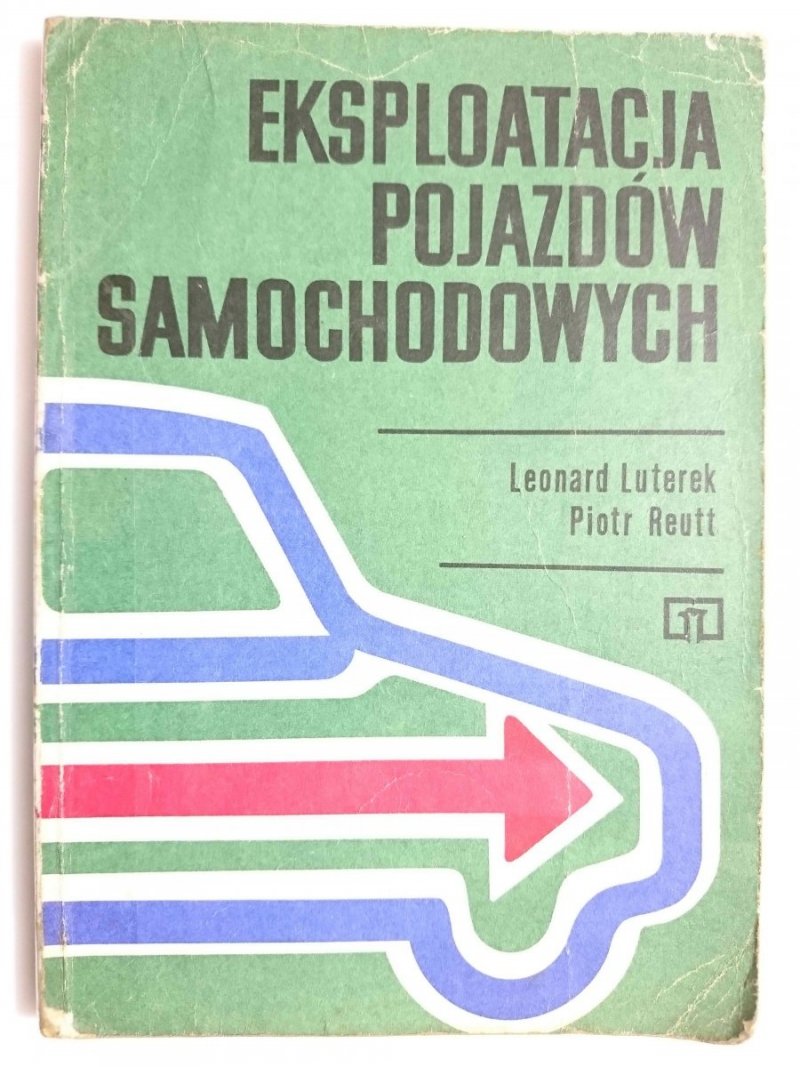 EKSPLOATACJA
POJAZDÓW
SAMOCHODOWYCH
Leonard Luterek
Piotr Reutt